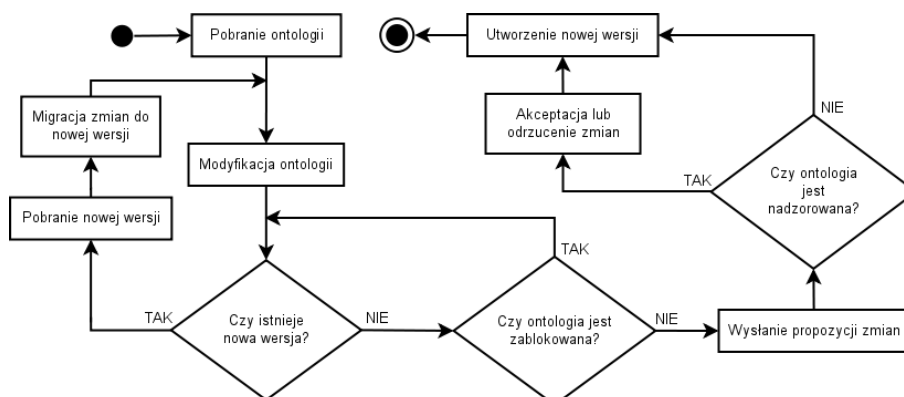 Pobranie ontologii
Utworzenie nowej wersji
Migracja zmian do
nowej wersji
Akceptacja lub
odrzucenie zmian
NIE
Modyfikacja ontologii
TAK
Czy ontologia
jest
nadzorowana?
Pobranie nowej wersji
TAK
TAK
Czy istnieje
nowa wersja?
NIE
Czy ontologia jest
zablokowana?
NIE
Wysłanie propozycji zmian